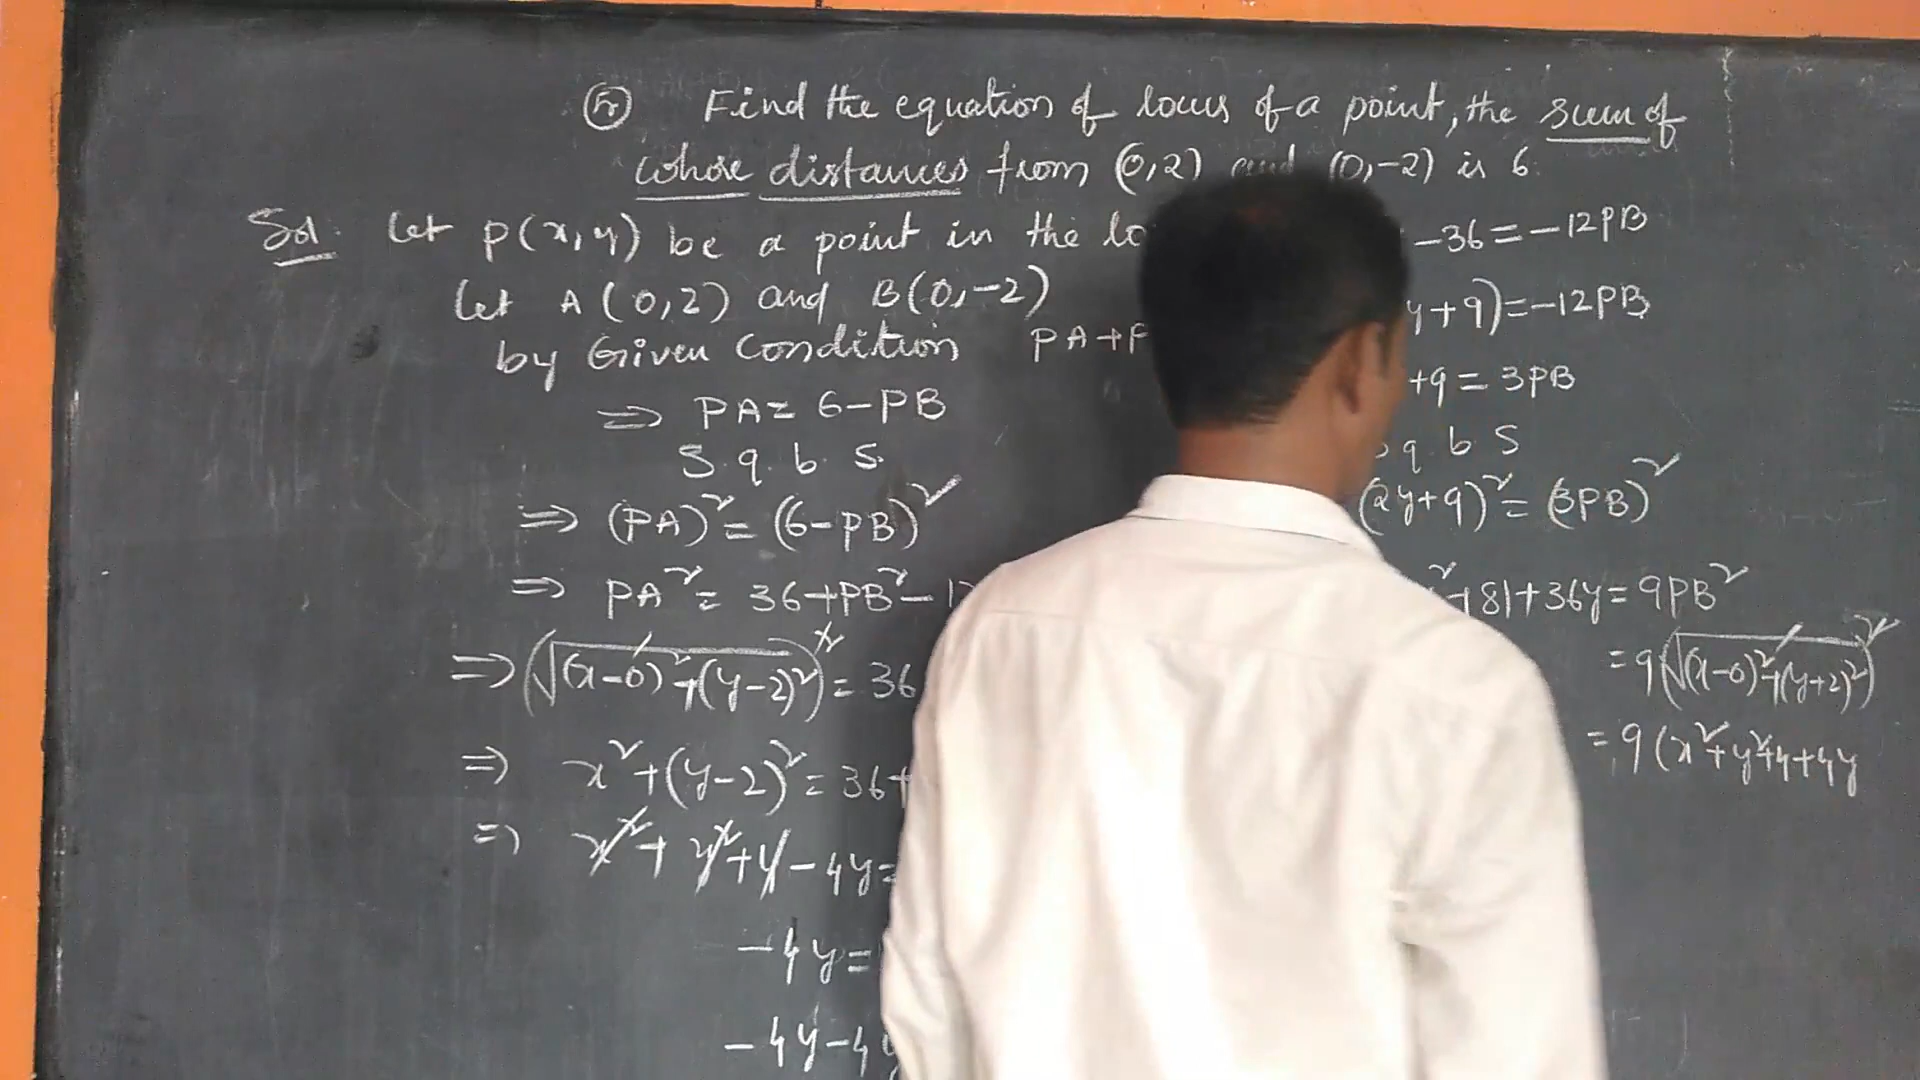 ⑤ Find the equation of locus of a point, the sum of
whose distances from (0,2) and (0,-2) is 6.
Sol: Let P(x,y) be a point in the lo
Let A(0,2) and B(0,-2)
by Given Condition PA+P
⇒ PA = 6-PB
S.q. b. S.
⇒ (PA)² = (6-PB)²
⇒ PA² = 36+PB²-12
⇒ (√(x-0)²+(y-2)²)² = 36
⇒ x²+(y-2)² = 36+
⇒ x²+y²+4-4y=
-4y=
-4y-4y
-36=-12PB
y+9)=-12PB
+9=3PB
S q. b S
(2y+9)²=(3PB)²
²+81+36y=9PB²
=9(√(x-0)²+(y+2)²)²
=9(x²+y²+4+4y